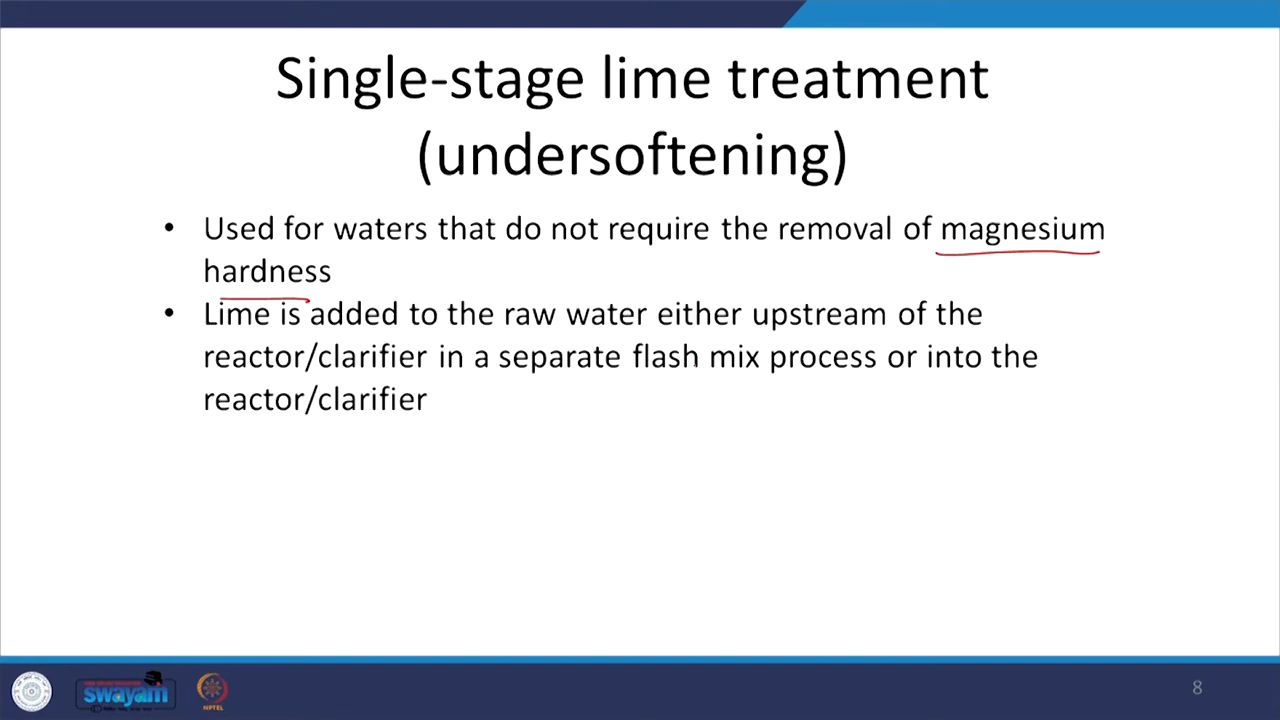 Single-stage lime treatment
(undersoftening)
• Used for waters that do not require the removal of magnesium
hardness
• Lime is added to the raw water either upstream of the
reactor/clarifier in a separate flash mix process or into the
reactor/clarifier
swayam
NPTEL
8